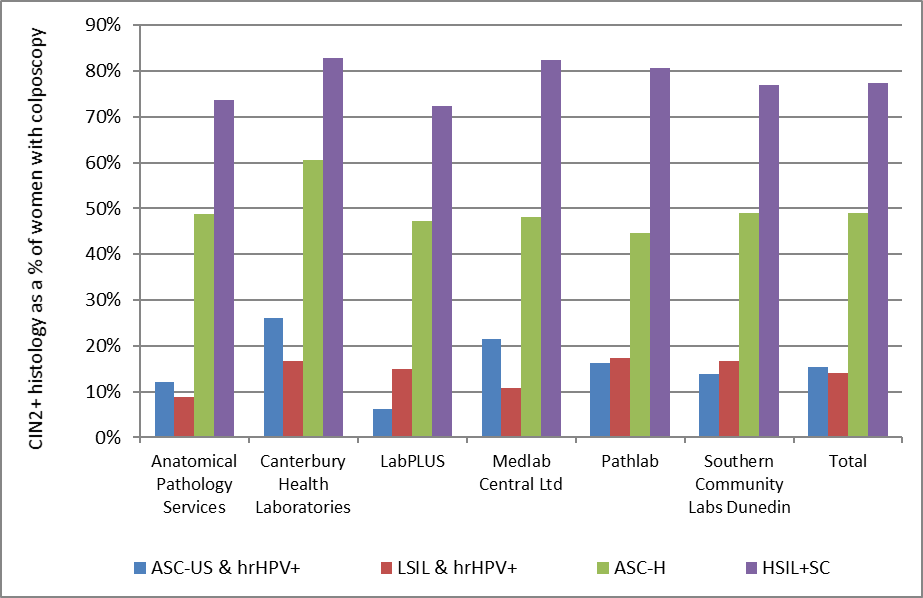 CIN2+ histology as a % of women with colposcopy
90%
80%
70%
60%
50%
40%
30%
20%
10%
0%
Anatomical
Pathology
Services
Canterbury
Health
Laboratories
LabPLUS
Medlab
Central Ltd
Pathlab
Southern
Community
Labs Dunedin
Total
ASC-US & hrHPV+
LSIL & hrHPV+
ASC-H
HSIL+SC